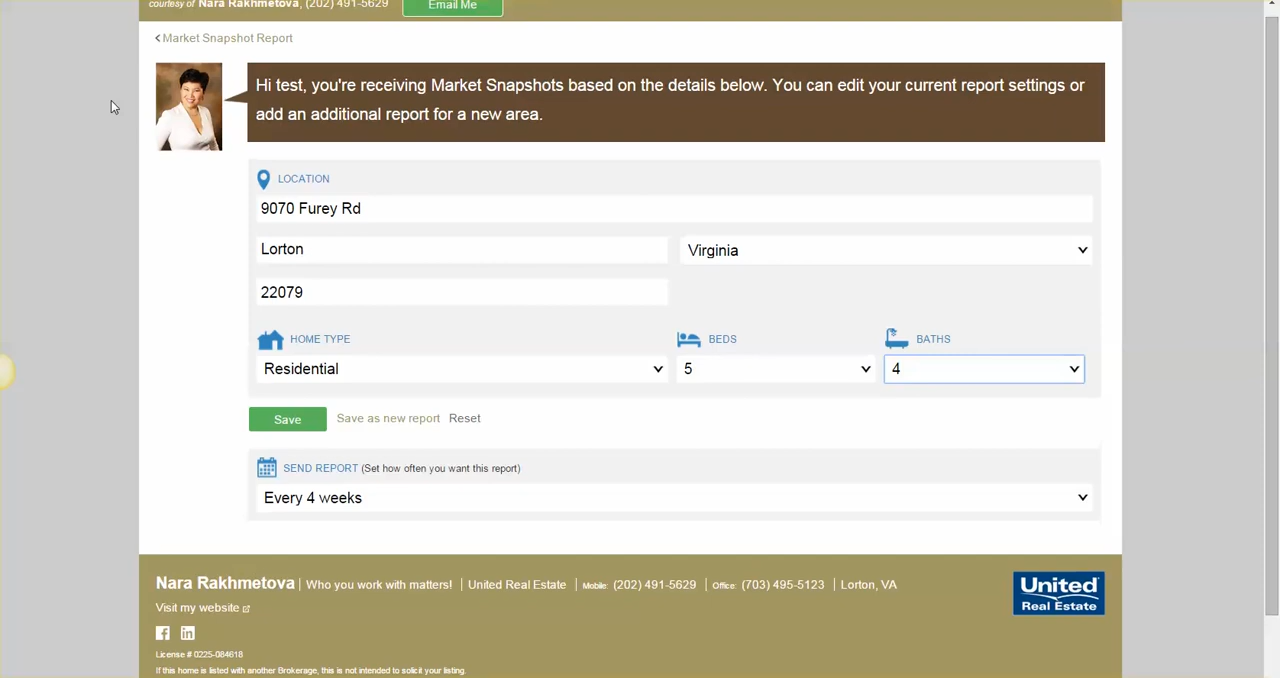 courtesy of Nara Rakhmetova, (202) 491-5629 Email Me
Market Snapshot Report
Hi test, you're receiving Market Snapshots based on the details below. You can edit your current report settings or
add an additional report for a new area.
LOCATION
9070 Furey Rd
Lorton Virginia
22079
HOME TYPE BEDS BATHS
Residential 5 4
Save Save as new report Reset
SEND REPORT (Set how often you want this report)
Every 4 weeks
Nara Rakhmetova | Who you work with matters! | United Real Estate | Mobile: (202) 491-5629 | Office: (703) 495-5123 | Lorton, VA
United
Real Estate
Visit my website
License # 0225-084618
If this home is listed with another Brokerage, this is not intended to solicit your listing.